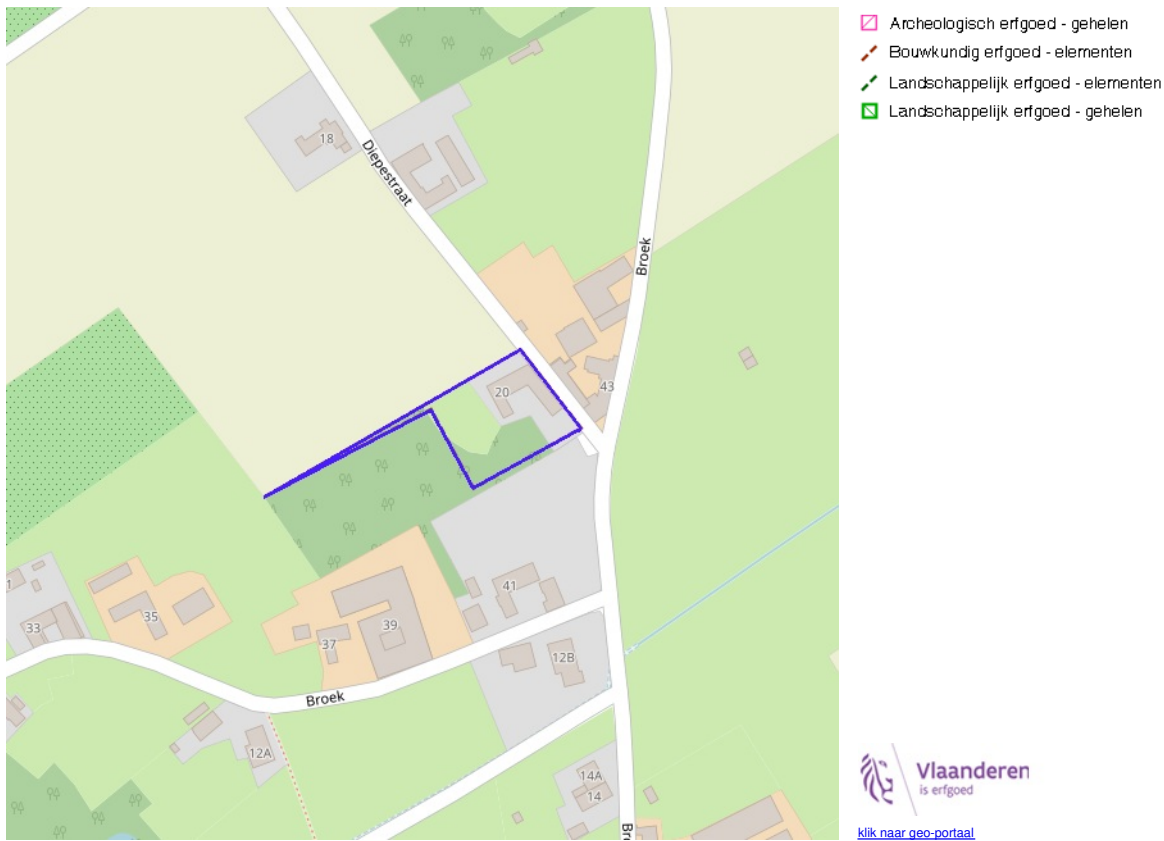 Archeologisch erfgoed - gehelen
Bouwkundig erfgoed - elementen
Landschappelijk erfgoed - elementen
Landschappelijk erfgoed - gehelen
18
Diepestraat
Broek
20
43
41
1
35
33
39
37
12B
Broek
12A
14A
14
Vlaanderen
is erfgoed
klik naar geo-portaal